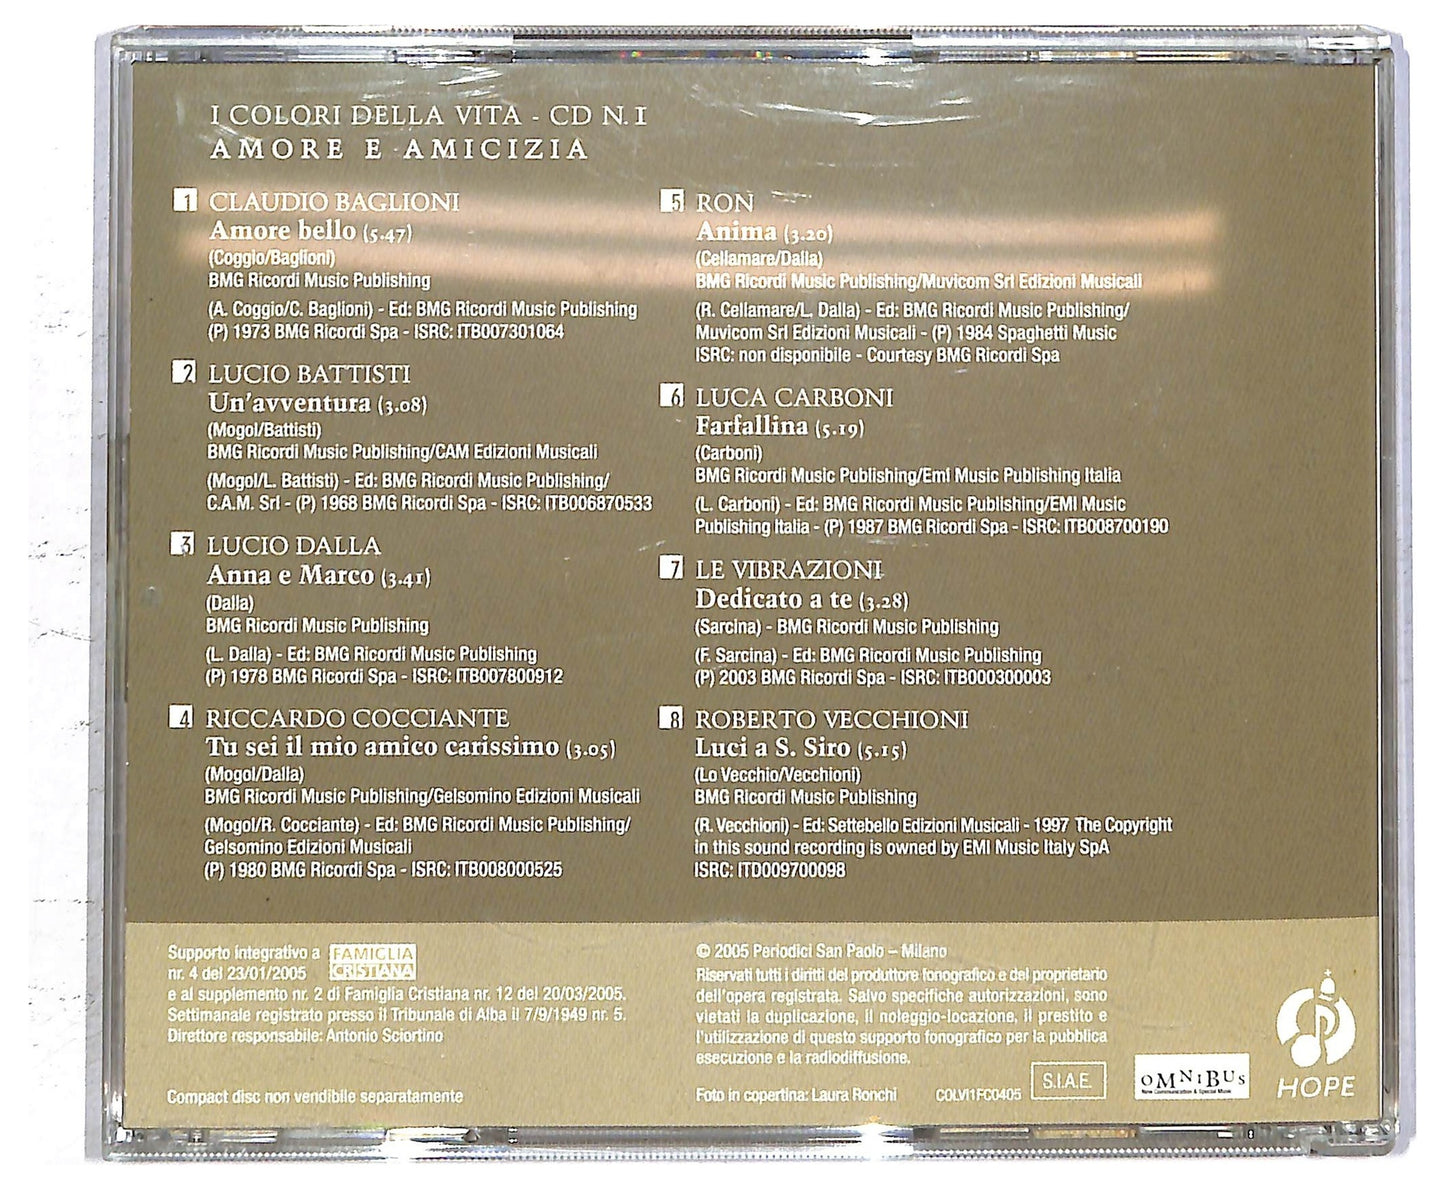 I COLORI DELLA VITA - CD N.1
AMORE E AMICIZIA
1 CLAUDIO BAGLIONI
Amore bello (5.47)
(Coggio/Baglioni)
BMG Ricordi Music Publishing
(A. Coggio/C. Baglioni) - Ed: BMG Ricordi Music Publishing
(P) 1973 BMG Ricordi Spa - ISRC: ITB007301064
2 LUCIO BATTISTI
Un'avventura (3.08)
(Mogol/Battisti)
BMG Ricordi Music Publishing/CAM Edizioni Musicali
(Mogol/L. Battisti) - Ed: BMG Ricordi Music Publishing/
C.A.M. Srl - (P) 1968 BMG Ricordi Spa - ISRC: ITB006870533
3 LUCIO DALLA
Anna e Marco (3.41)
(Dalla)
BMG Ricordi Music Publishing
(L. Dalla) - Ed: BMG Ricordi Music Publishing
(P) 1978 BMG Ricordi Spa - ISRC: ITB007800912
4 RICCARDO COCCIANTE
Tu sei il mio amico carissimo (3.05)
(Mogol/Dalla)
BMG Ricordi Music Publishing/Gelsomino Edizioni Musicali
(Mogol/R. Cocciante) - Ed: BMG Ricordi Music Publishing/
Gelsomino Edizioni Musicali
(P) 1980 BMG Ricordi Spa - ISRC: ITB008000525
5 RON
Anima (3.20)
(Cellamare/Dalla)
BMG Ricordi Music Publishing/Muvicom Srl Edizioni Musicali
(R. Cellamare/L. Dalla) - Ed: BMG Ricordi Music Publishing/
Muvicom Srl Edizioni Musicali - (P) 1984 Spaghetti Music
ISRC: non disponibile - Courtesy BMG Ricordi Spa
6 LUCA CARBONI
Farfallina (5.19)
(Carboni)
BMG Ricordi Music Publishing/Emi Music Publishing Italia
(L. Carboni) - Ed: BMG Ricordi Music Publishing/EMI Music
Publishing Italia - (P) 1987 BMG Ricordi Spa - ISRC: ITB008700190
7 LE VIBRAZIONI
Dedicato a te (3.28)
(Sarcina) - BMG Ricordi Music Publishing
(F. Sarcina) - Ed: BMG Ricordi Music Publishing
(P) 2003 BMG Ricordi Spa - ISRC: ITB000300003
8 ROBERTO VECCHIONI
Luci a S. Siro (5.15)
(Lo Vecchio/Vecchioni)
BMG Ricordi Music Publishing
(R. Vecchioni) - Ed: Settebello Edizioni Musicali - 1997 The Copyright
in this sound recording is owned by EMI Music Italy SpA
ISRC: ITD009700098
Supporto integrativo a FAMIGLIA CRISTIANA
nr. 4 del 23/01/2005
e al supplemento nr. 2 di Famiglia Cristiana nr. 12 del 20/03/2005.
Settimanale registrato presso il Tribunale di Alba il 7/9/1949 nr. 5.
Direttore responsabile: Antonio Sciortino
Compact disc non vendibile separatamente
© 2005 Periodici San Paolo – Milano
Riservati tutti i diritti del produttore fonografico e del proprietario
dell'opera registrata. Salvo specifiche autorizzazioni, sono
vietati la duplicazione, il noleggio-locazione, il prestito e
l'utilizzazione di questo supporto fonografico per la pubblica
esecuzione e la radiodiffusione.
Foto in copertina: Laura Ronchi
COLVI1FC0405
S.I.A.E.
OMNIBUS
New Communication & Special Music
HOPE